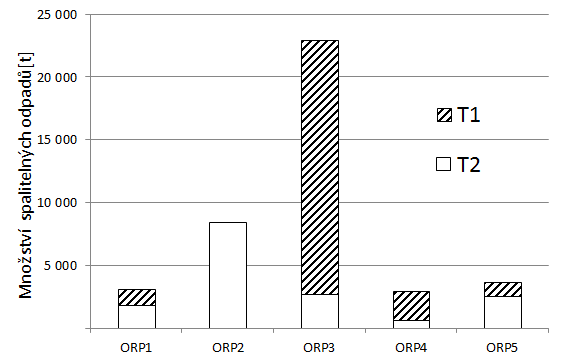 Množství spalitelných odpadů[t]
25 000
20 000
15 000
10 000
5 000
T1
T2
ORP1 ORP2 ORP3 ORP4 ORP5